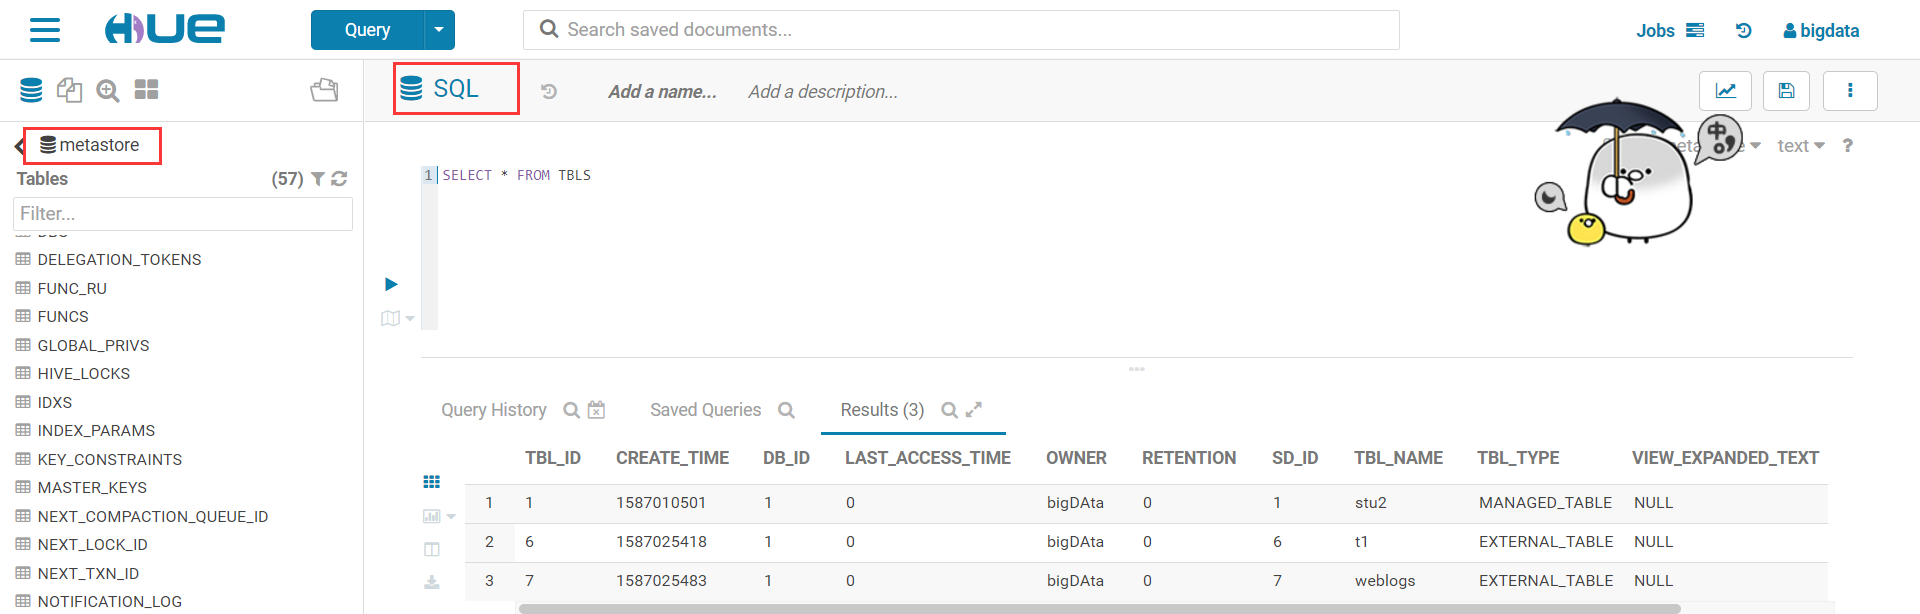 HUE
Query
Search saved documents...
Jobs
bigdata
SQL
Add a name...
Add a description...
metastore
text
?
中
Tables
(57)
Filter...
1 SELECT * FROM TBLS
DELEGATION_TOKENS
FUNC_RU
FUNCS
GLOBAL_PRIVS
HIVE_LOCKS
IDXS
INDEX_PARAMS
KEY_CONSTRAINTS
MASTER_KEYS
NEXT_COMPACTION_QUEUE_ID
NEXT_LOCK_ID
NEXT_TXN_ID
NOTIFICATION_LOG
Query History
Saved Queries
Results (3)
TBL_ID CREATE_TIME DB_ID LAST_ACCESS_TIME OWNER RETENTION SD_ID TBL_NAME TBL_TYPE VIEW_EXPANDED_TEXT
1 1 1587010501 1 0 bigDAta 0 1 stu2 MANAGED_TABLE NULL
2 6 1587025418 1 0 bigDAta 0 6 t1 EXTERNAL_TABLE NULL
3 7 1587025483 1 0 bigDAta 0 7 weblogs EXTERNAL_TABLE NULL